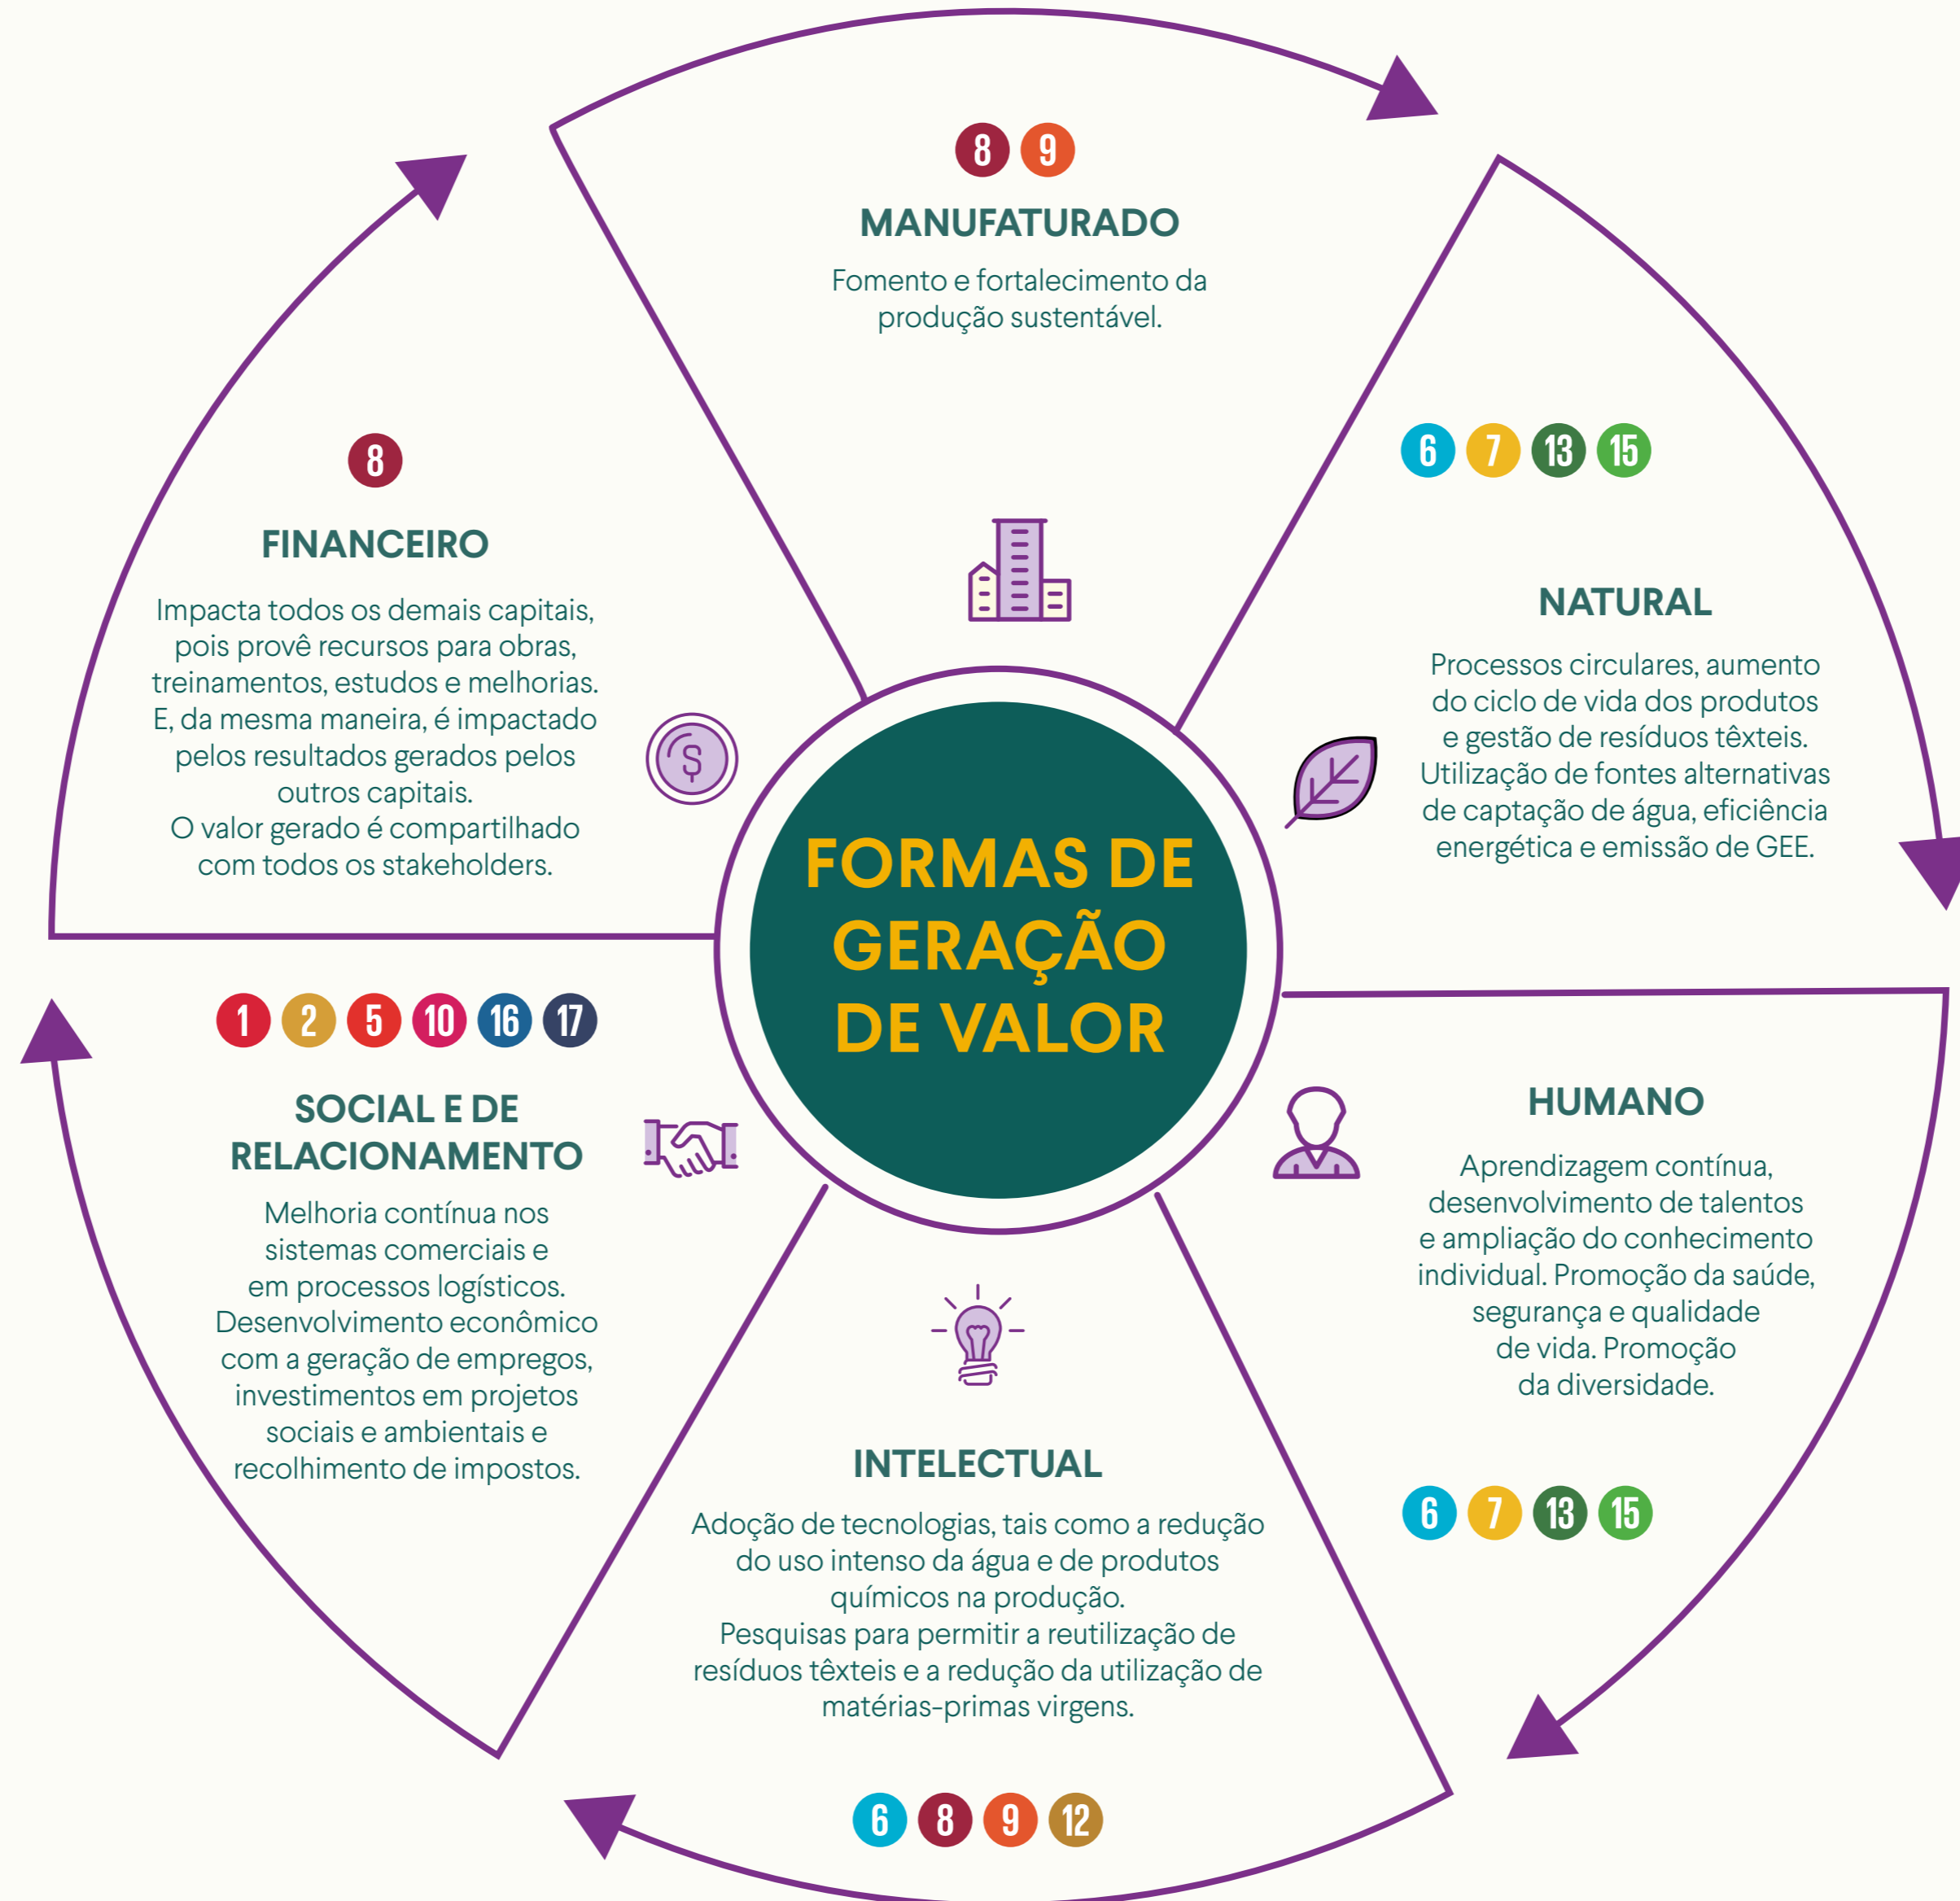 8 9
MANUFATURADO
Fomento e fortalecimento da
produção sustentável.
6 7 13 15
NATURAL
Processos circulares, aumento
do ciclo de vida dos produtos
e gestão de resíduos têxteis.
Utilização de fontes alternativas
de captação de água, eficiência
energética e emissão de GEE.
HUMANO
Aprendizagem contínua,
desenvolvimento de talentos
e ampliação do conhecimento
individual. Promoção da saúde,
segurança e qualidade
de vida. Promoção
da diversidade.
6 7 13 15
INTELECTUAL
Adoção de tecnologias, tais como a redução
do uso intenso da água e de produtos
químicos na produção.
Pesquisas para permitir a reutilização de
resíduos têxteis e a redução da utilização de
matérias-primas virgens.
6 8 9 12
1 2 5 10 16 17
SOCIAL E DE
RELACIONAMENTO
Melhoria contínua nos
sistemas comerciais e
em processos logísticos.
Desenvolvimento econômico
com a geração de empregos,
investimentos em projetos
sociais e ambientais e
recolhimento de impostos.
8
FINANCEIRO
Impacta todos os demais capitais,
pois provê recursos para obras,
treinamentos, estudos e melhorias.
E, da mesma maneira, é impactado
pelos resultados gerados pelos
outros capitais.
O valor gerado é compartilhado
com todos os stakeholders.
$
FORMAS DE
GERAÇÃO
DE VALOR